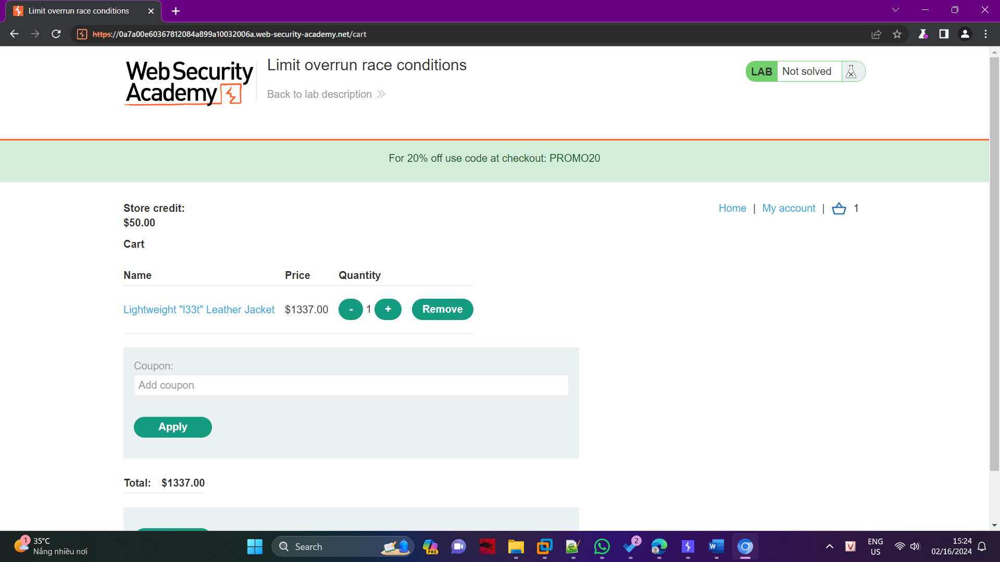 Limit overrun race conditions
https://0a7a00e60367812084a899a10032006a.web-security-academy.net/cart
Web Security
Academy
Limit overrun race conditions
Back to lab description
LAB Not solved
For 20% off use code at checkout: PROMO20
Store credit:
$50.00
Home | My account | 1
Cart
Name Price Quantity
Lightweight "l33t" Leather Jacket $1337.00 - 1 + Remove
Coupon:
Add coupon
Apply
Total: $1337.00
1 35°C
Nắng nhiều nơi
Search
PRE
2
W
V
ENG
US
15:24
02/16/2024